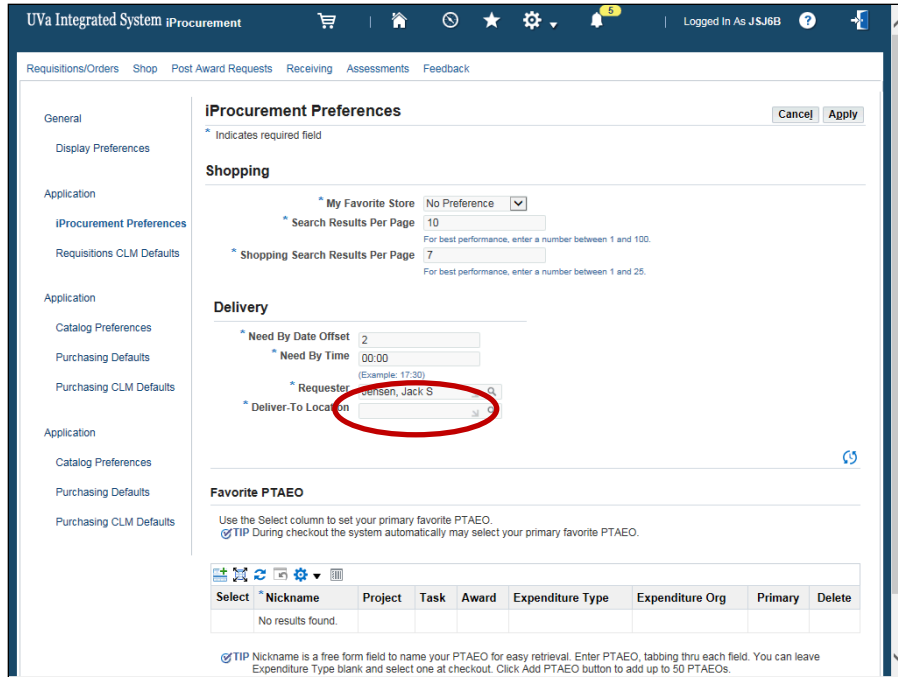 UVa Integrated System iProcurement
5
Logged In As JSJ6B
?
Requisitions/Orders Shop Post Award Requests Receiving Assessments Feedback
General
Display Preferences
Application
iProcurement Preferences
Requisitions CLM Defaults
Application
Catalog Preferences
Purchasing Defaults
Purchasing CLM Defaults
Application
Catalog Preferences
Purchasing Defaults
Purchasing CLM Defaults
iProcurement Preferences
Cancel Apply
* Indicates required field
Shopping
* My Favorite Store No Preference
* Search Results Per Page 10
For best performance, enter a number between 1 and 100.
* Shopping Search Results Per Page 7
For best performance, enter a number between 1 and 25.
Delivery
* Need By Date Offset 2
* Need By Time 00:00
(Example: 17:30)
* Requester Jensen, Jack S
* Deliver-To Location
Favorite PTAEO
Use the Select column to set your primary favorite PTAEO.
TIP During checkout the system automatically may select your primary favorite PTAEO.
Select * Nickname Project Task Award Expenditure Type Expenditure Org Primary Delete
No results found.
TIP Nickname is a free form field to name your PTAEO for easy retrieval. Enter PTAEO, tabbing thru each field. You can leave
Expenditure Type blank and select one at checkout. Click Add PTAEO button to add up to 50 PTAEOs.